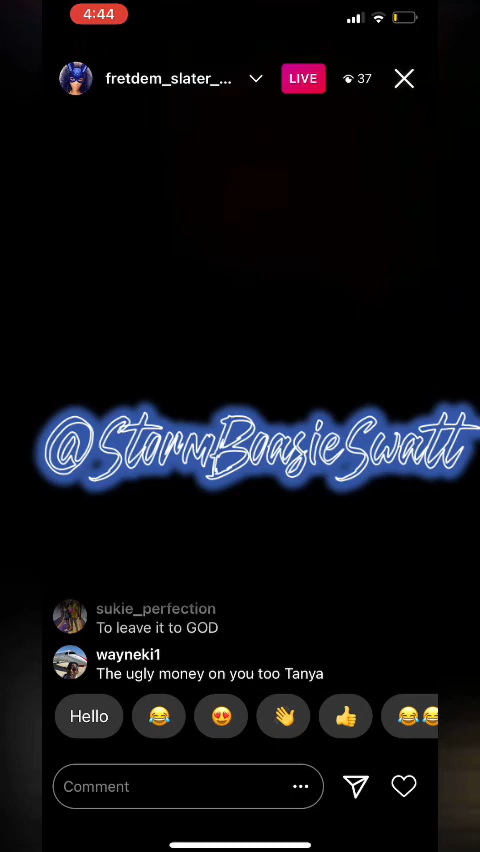 4:44
fretdem_slater_...
LIVE
37
@StormBoasieSwatt
sukie_perfection
To leave it to GOD
wayneki1
The ugly money on you too Tanya
Hello
Comment